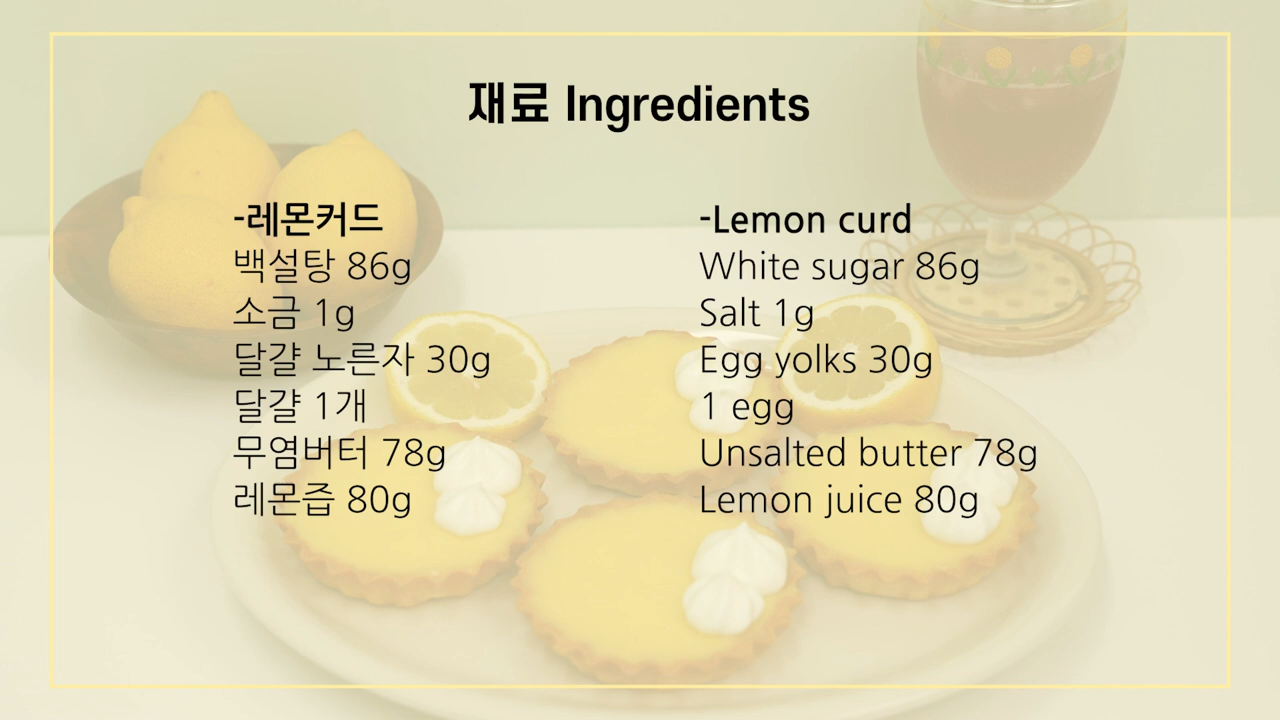 재료 Ingredients
-레몬커드
백설탕 86g
소금 1g
달걀 노른자 30g
달걀 1개
무염버터 78g
레몬즙 80g
-Lemon curd
White sugar 86g
Salt 1g
Egg yolks 30g
1 egg
Unsalted butter 78g
Lemon juice 80g